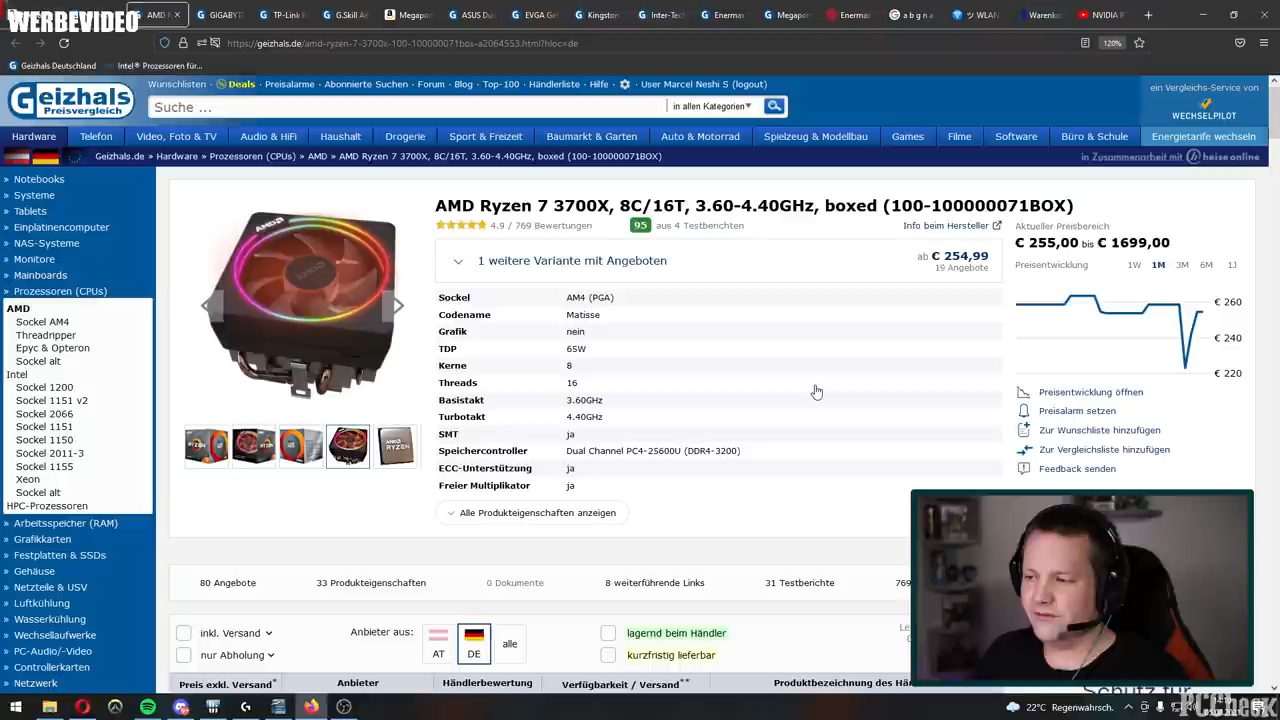 WERBEVIDEO
AMD R
GIGABYT
TP-Link
G.Skill Ae
Megapor
ASUS
EVGA Gef
Kingston
Inter-Tec
Enerma
Megapor
Enermax
a b g n a
WLAN
Warenko
NVIDIA R
https://geizhals.de/amd-ryzen-7-3700x-100-100000071box-a2064553.html?hloc=de
120%
Geizhals Deutschland
Intel® Prozessoren für...
Geizhals
Preisvergleich
Wunschlisten
Deals
Preisalarme
Abonnierte Suchen
Forum
Blog
Top-100
Händlerliste
Hilfe
User Marcel Neshi S (logout)
Suche ...
in allen Kategorien
ein Vergleichs-Service von
WECHSELPILOT
Hardware
Telefon
Video, Foto & TV
Audio & HiFi
Haushalt
Drogerie
Sport & Freizeit
Baumarkt & Garten
Auto & Motorrad
Spielzeug & Modellbau
Games
Filme
Software
Büro & Schule
Energietarife wechseln
Geizhals.de » Hardware » Prozessoren (CPUs) » AMD » AMD Ryzen 7 3700X, 8C/16T, 3.60-4.40GHz, boxed (100-100000071BOX)
in Zusammenarbeit mit heise online
» Notebooks
» Systeme
» Tablets
» Einplatinencomputer
» NAS-Systeme
» Monitore
» Mainboards
» Prozessoren (CPUs)
AMD
Sockel AM4
Threadripper
Epyc & Opteron
Sockel alt
Intel
Sockel 1200
Sockel 1151 v2
Sockel 2066
Sockel 1151
Sockel 1150
Sockel 2011-3
Sockel 1155
Xeon
Sockel alt
HPC-Prozessoren
» Arbeitsspeicher (RAM)
» Grafikkarten
» Festplatten & SSDs
» Gehäuse
» Netzteile & USV
» Luftkühlung
» Wasserkühlung
» Wechsellaufwerke
» PC-Audio/-Video
» Controllerkarten
» Netzwerk
AMD Ryzen 7 3700X, 8C/16T, 3.60-4.40GHz, boxed (100-100000071BOX)
4.9 / 769 Bewertungen
95 aus 4 Testberichten
Info beim Hersteller
1 weitere Variante mit Angeboten
ab € 254,99
19 Angebote
Sockel AM4 (PGA)
Codename Matisse
Grafik nein
TDP 65W
Kerne 8
Threads 16
Basistakt 3.60GHz
Turbotakt 4.40GHz
SMT ja
Speichercontroller Dual Channel PC4-25600U (DDR4-3200)
ECC-Unterstützung ja
Freier Multiplikator ja
Alle Produkteigenschaften anzeigen
Aktueller Preisbereich
€ 255,00 bis € 1699,00
Preisentwicklung 1W 1M 3M 6M 1J
€ 260
€ 240
€ 220
Preisentwicklung öffnen
Preisalarm setzen
Zur Wunschliste hinzufügen
Zur Vergleichsliste hinzufügen
Feedback senden
AMD
RYZEN
80 Angebote
33 Produkteigenschaften
0 Dokumente
8 weiterführende Links
31 Testberichte
769
inkl. Versand
nur Abholung
Anbieter aus:
AT
DE
alle
lagernd beim Händler
kurzfristig lieferbar
Preis exkl. Versand*
Anbieter
Händlerbewertung
Verfügbarkeit / Versand**
Produktbezeichnung des Hän
Schutz für
22°C Regenwahrsch.
PCCheck